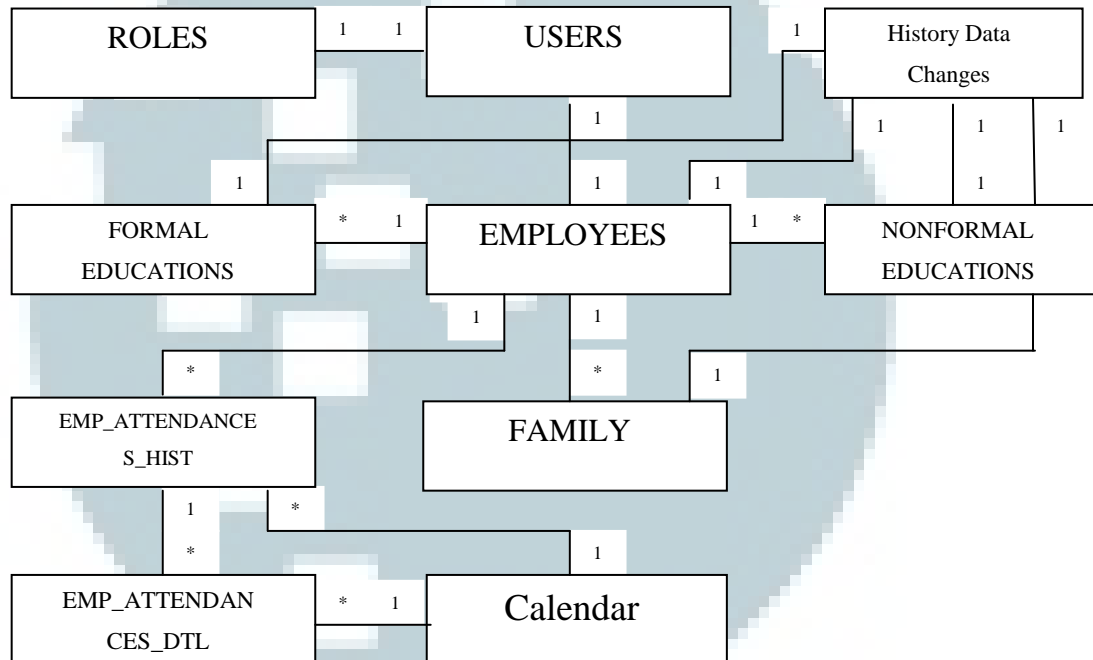 ROLES
1 1
USERS
1
History Data
Changes
1
1 1 1
1
1
1
1
FORMAL
EDUCATIONS
* 1
EMPLOYEES
1 *
NONFORMAL
EDUCATIONS
1
1
*
*
1
EMP_ATTENDANCE
S_HIST
FAMILY
1
*
*
1
EMP_ATTENDAN
CES_DTL
* 1
Calendar